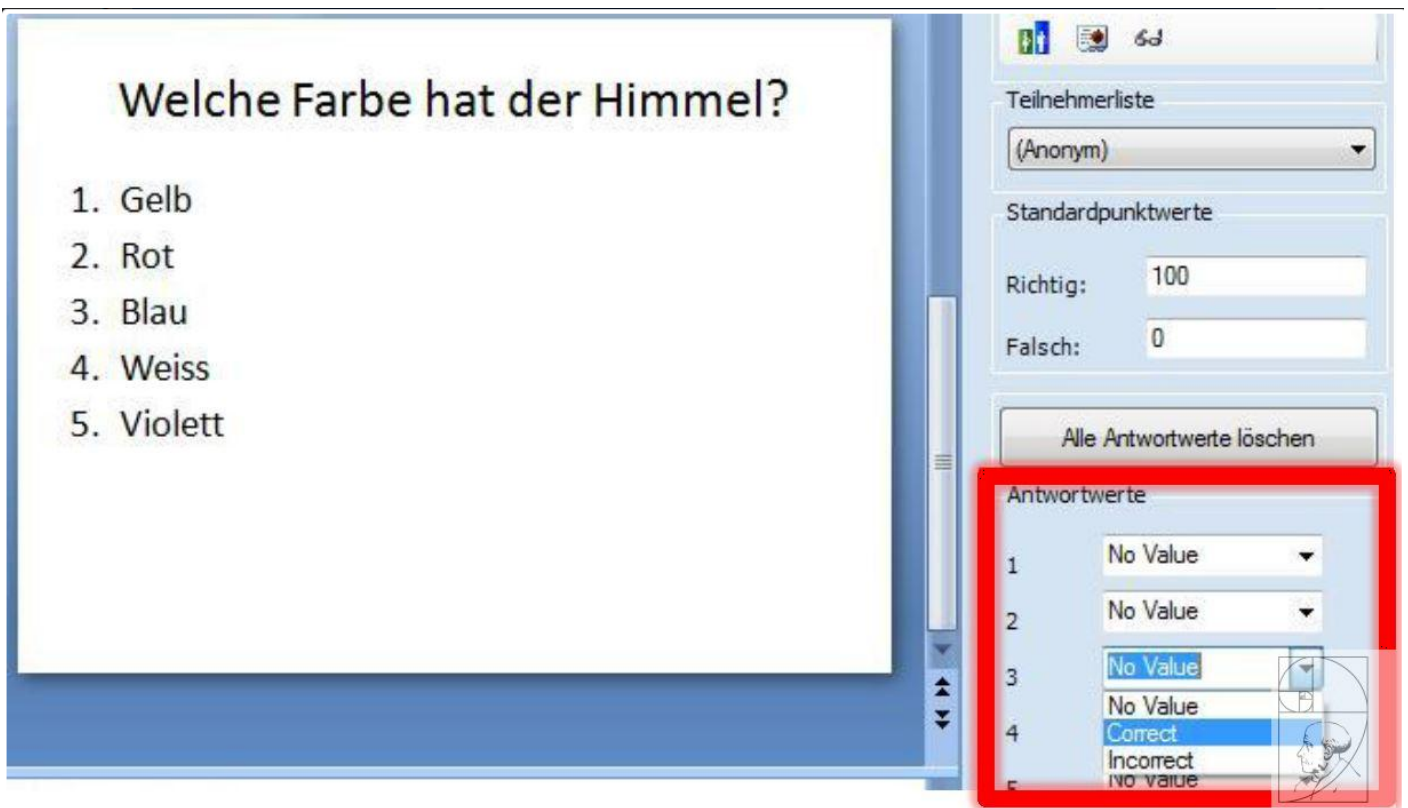 Welche Farbe hat der Himmel?
1. Gelb
2. Rot
3. Blau
4. Weiss
5. Violett
Teilnehmerliste
(Anonym)
Standardpunktwerte
Richtig: 100
Falsch: 0
Alle Antwortwerte löschen
Antwortwerte
1 No Value
2 No Value
3 No Value
No Value
4 Correct
Incorrect
5 No Value